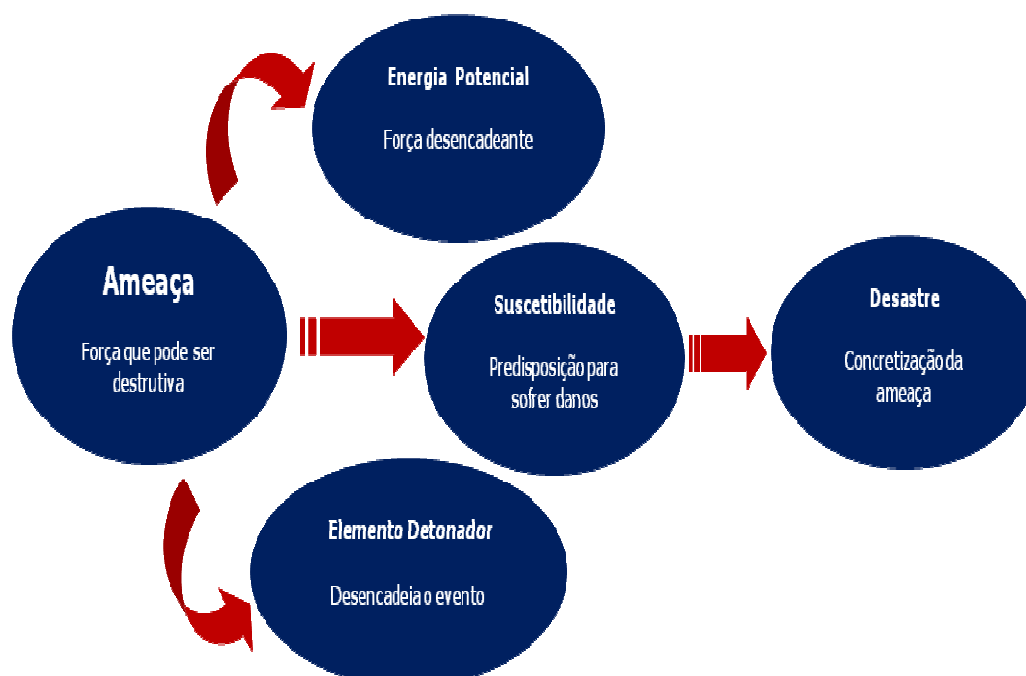 Energia Potencial
Força desencadeante
Ameaça
Força que pode ser
destrutiva
Suscetibilidade
Predisposição para
sofrer danos
Desastre
Concretização da
ameaça
Elemento Detonador
Desencadeia o evento